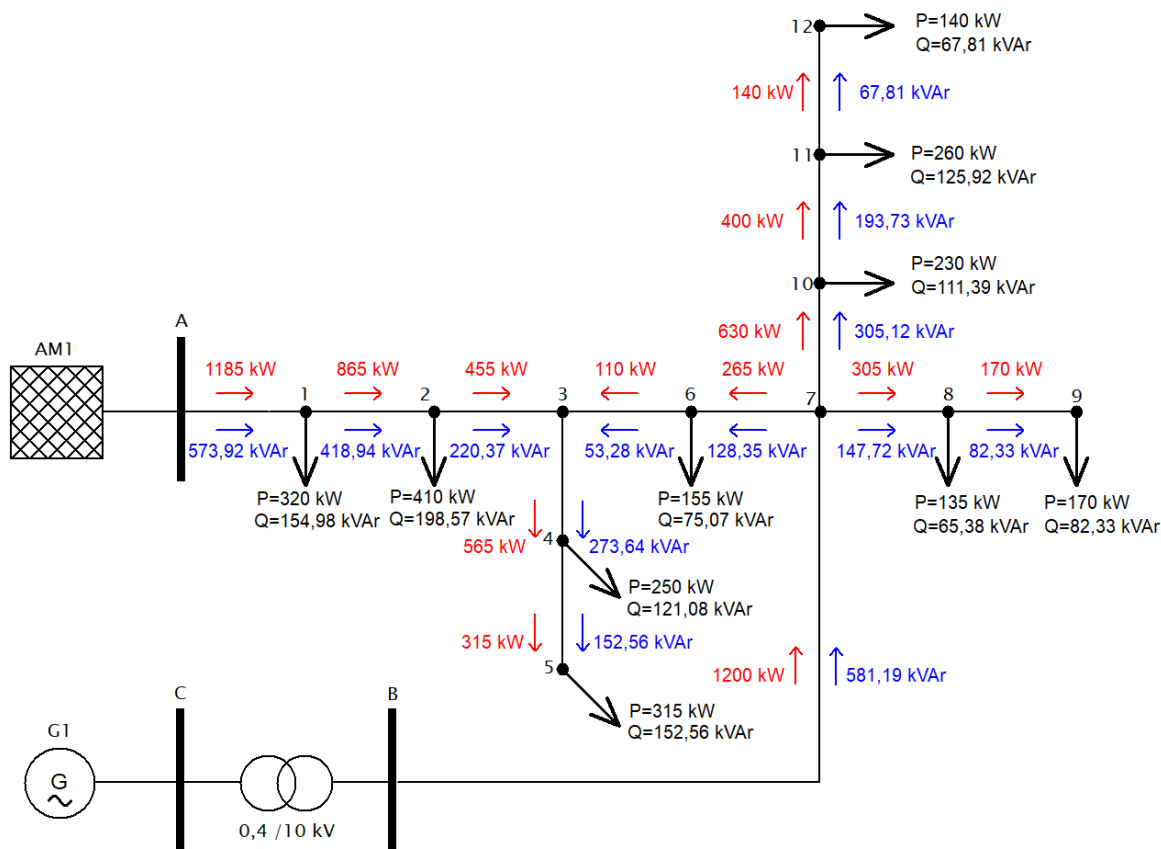 12
P=140 kW
Q=67,81 kVAr
140 kW
67,81 kVAr
11
P=260 kW
Q=125,92 kVAr
400 kW
193,73 kVAr
10
P=230 kW
Q=111,39 kVAr
630 kW
305,12 kVAr
AM1
A
1185 kW
865 kW
455 kW
110 kW
265 kW
305 kW
170 kW
1
2
3
6
7
8
9
573,92 kVAr
418,94 kVAr
220,37 kVAr
53,28 kVAr
128,35 kVAr
147,72 kVAr
82,33 kVAr
P=320 kW
Q=154,98 kVAr
P=410 kW
Q=198,57 kVAr
P=155 kW
Q=75,07 kVAr
P=135 kW
Q=65,38 kVAr
P=170 kW
Q=82,33 kVAr
565 kW
4
273,64 kVAr
P=250 kW
Q=121,08 kVAr
315 kW
152,56 kVAr
5
P=315 kW
Q=152,56 kVAr
1200 kW
581,19 kVAr
G1
C
B
G
0,4 /10 kV